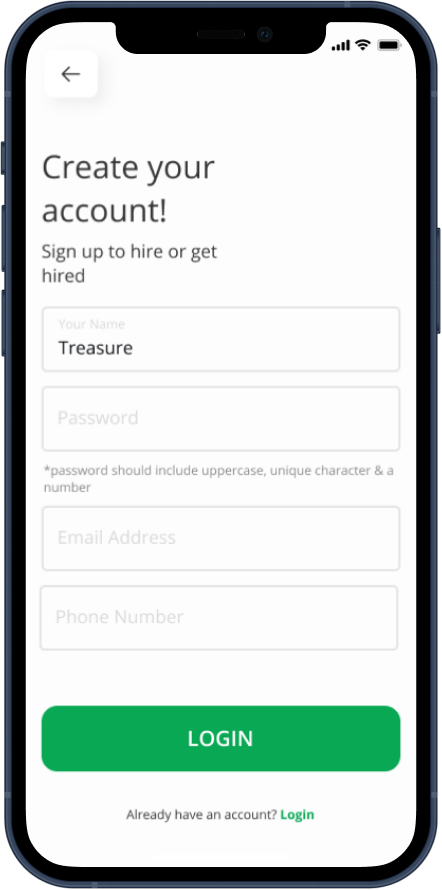 Create your
account!
Sign up to hire or get
hired
Your Name
Treasure
Password
*password should include uppercase, unique character & a
number
Email Address
Phone Number
LOGIN
Already have an account? Login